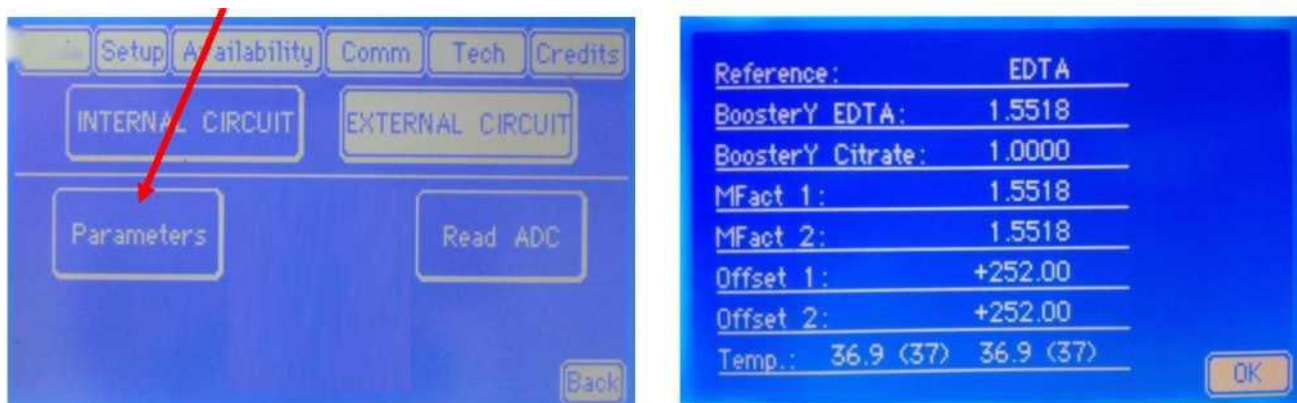 Setup Availability Comm Tech Credits
INTERNAL CIRCUIT EXTERNAL CIRCUIT
Parameters Read ADC
Back
Reference: EDTA
BoosterY EDTA: 1.5518
BoosterY Citrate: 1.0000
MFact 1: 1.5518
MFact 2: 1.5518
Offset 1: +252.00
Offset 2: +252.00
Temp.: 36.9 (37) 36.9 (37)
OK